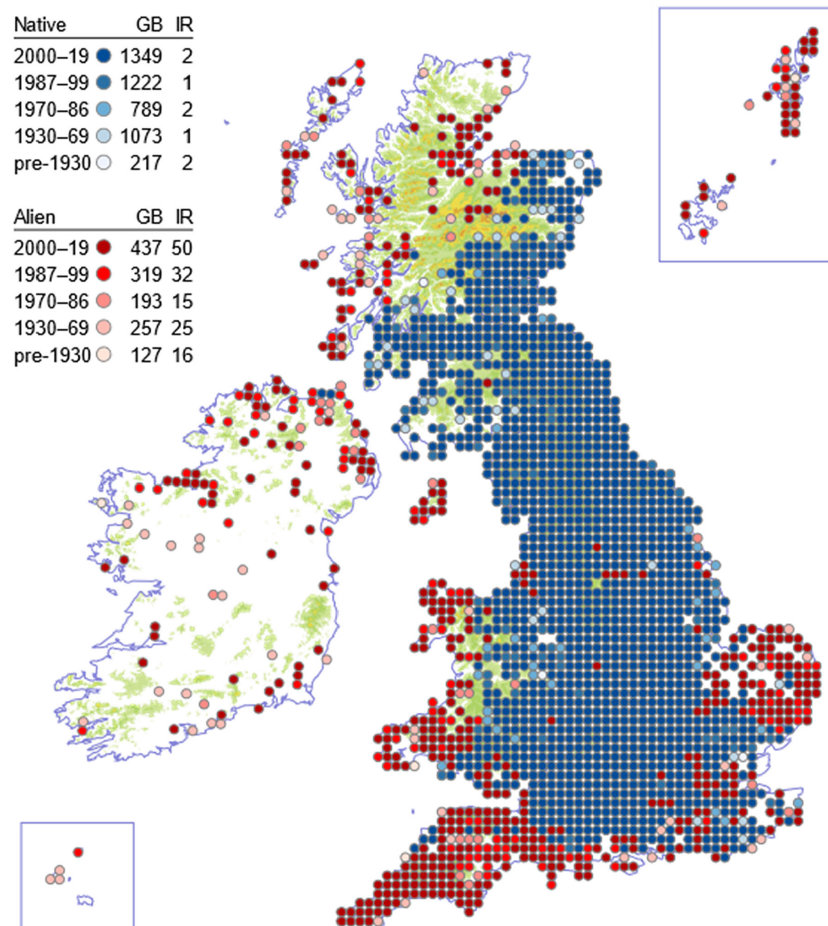 Native GB IR
2000–19 1349 2
1987–99 1222 1
1970–86 789 2
1930–69 1073 1
pre-1930 217 2
Alien GB IR
2000–19 437 50
1987–99 319 32
1970–86 193 15
1930–69 257 25
pre-1930 127 16